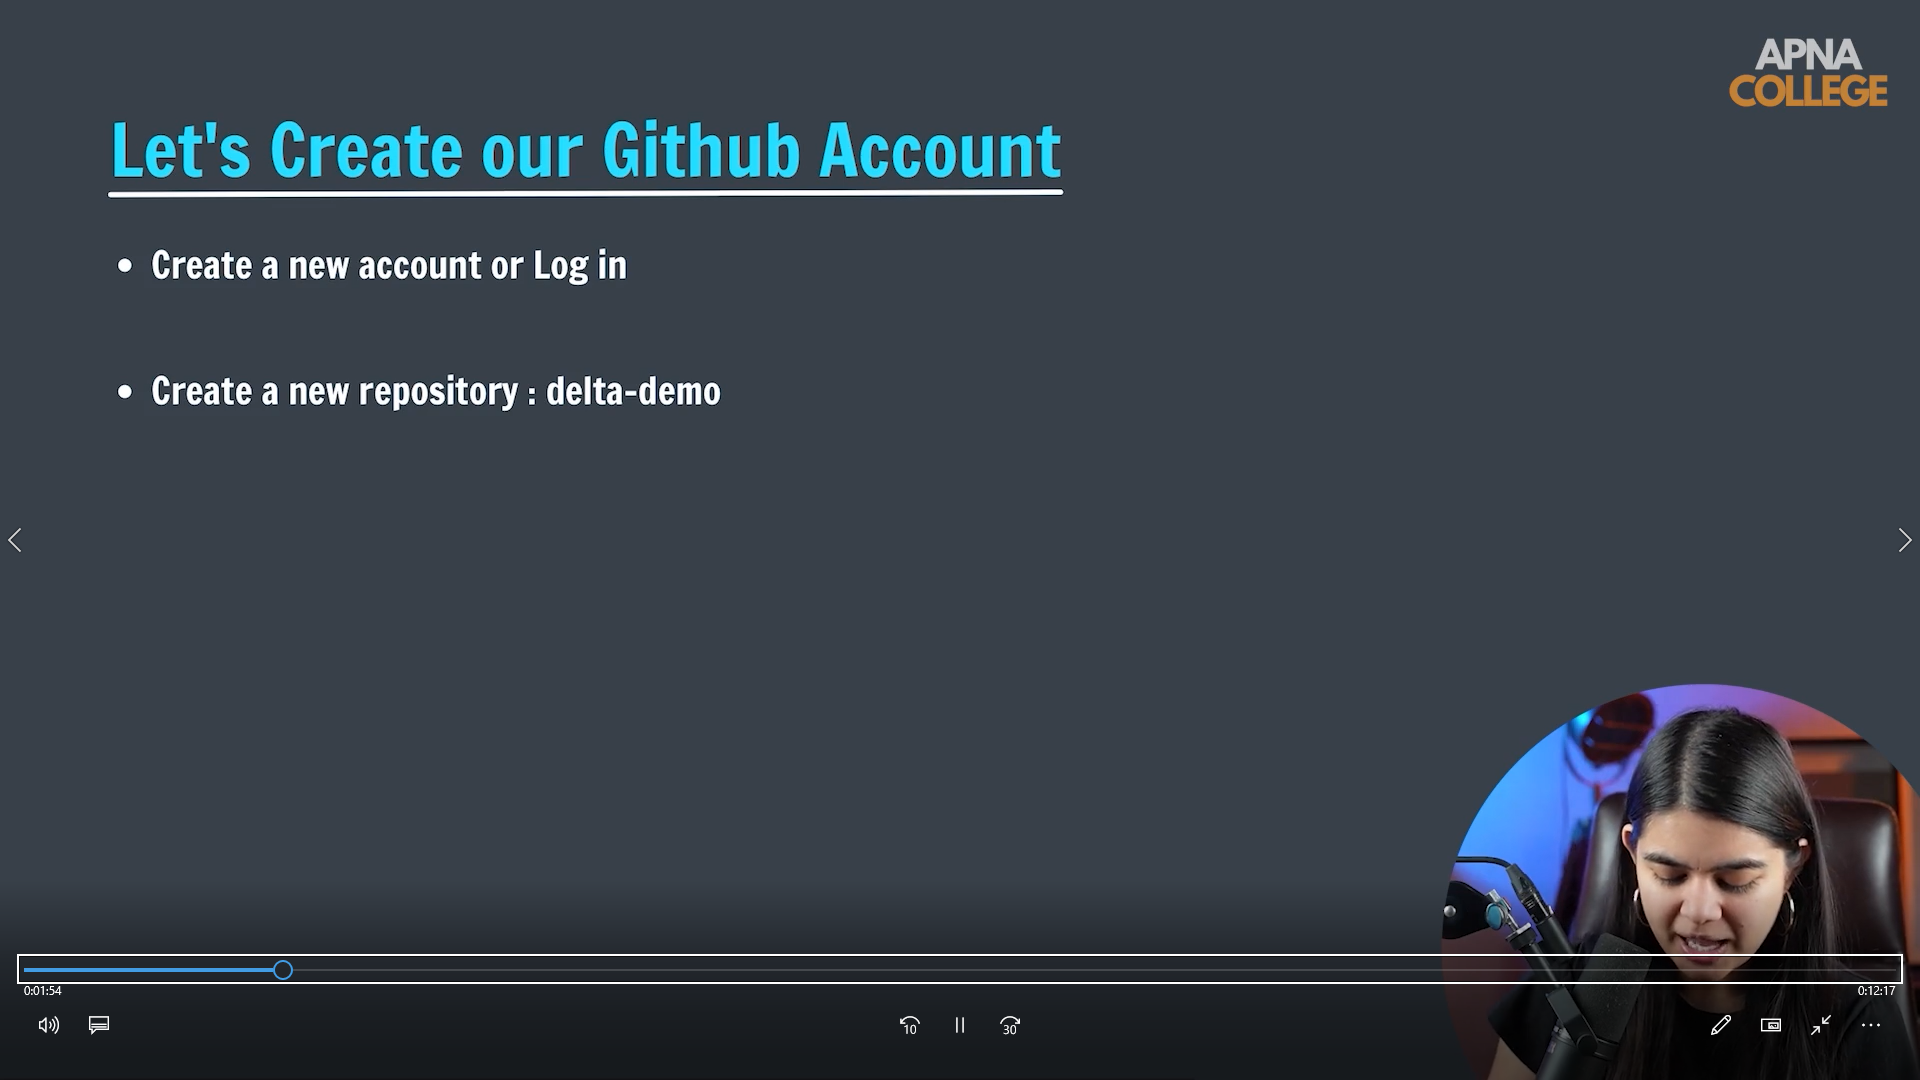 APNA
COLLEGE
Let's Create our Github Account
• Create a new account or Log in
• Create a new repository : delta-demo
0:01:54
0:12:17
10
30